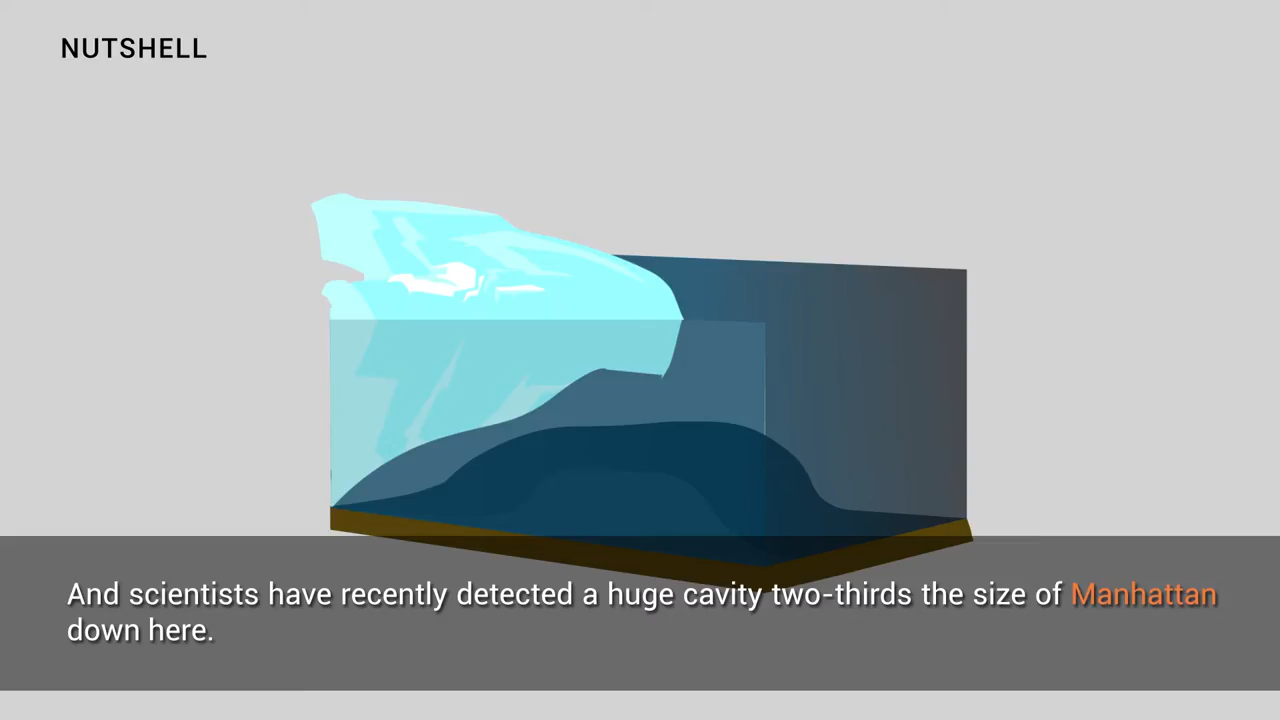 NUTSHELL
And scientists have recently detected a huge cavity two-thirds the size of Manhattan
down here.